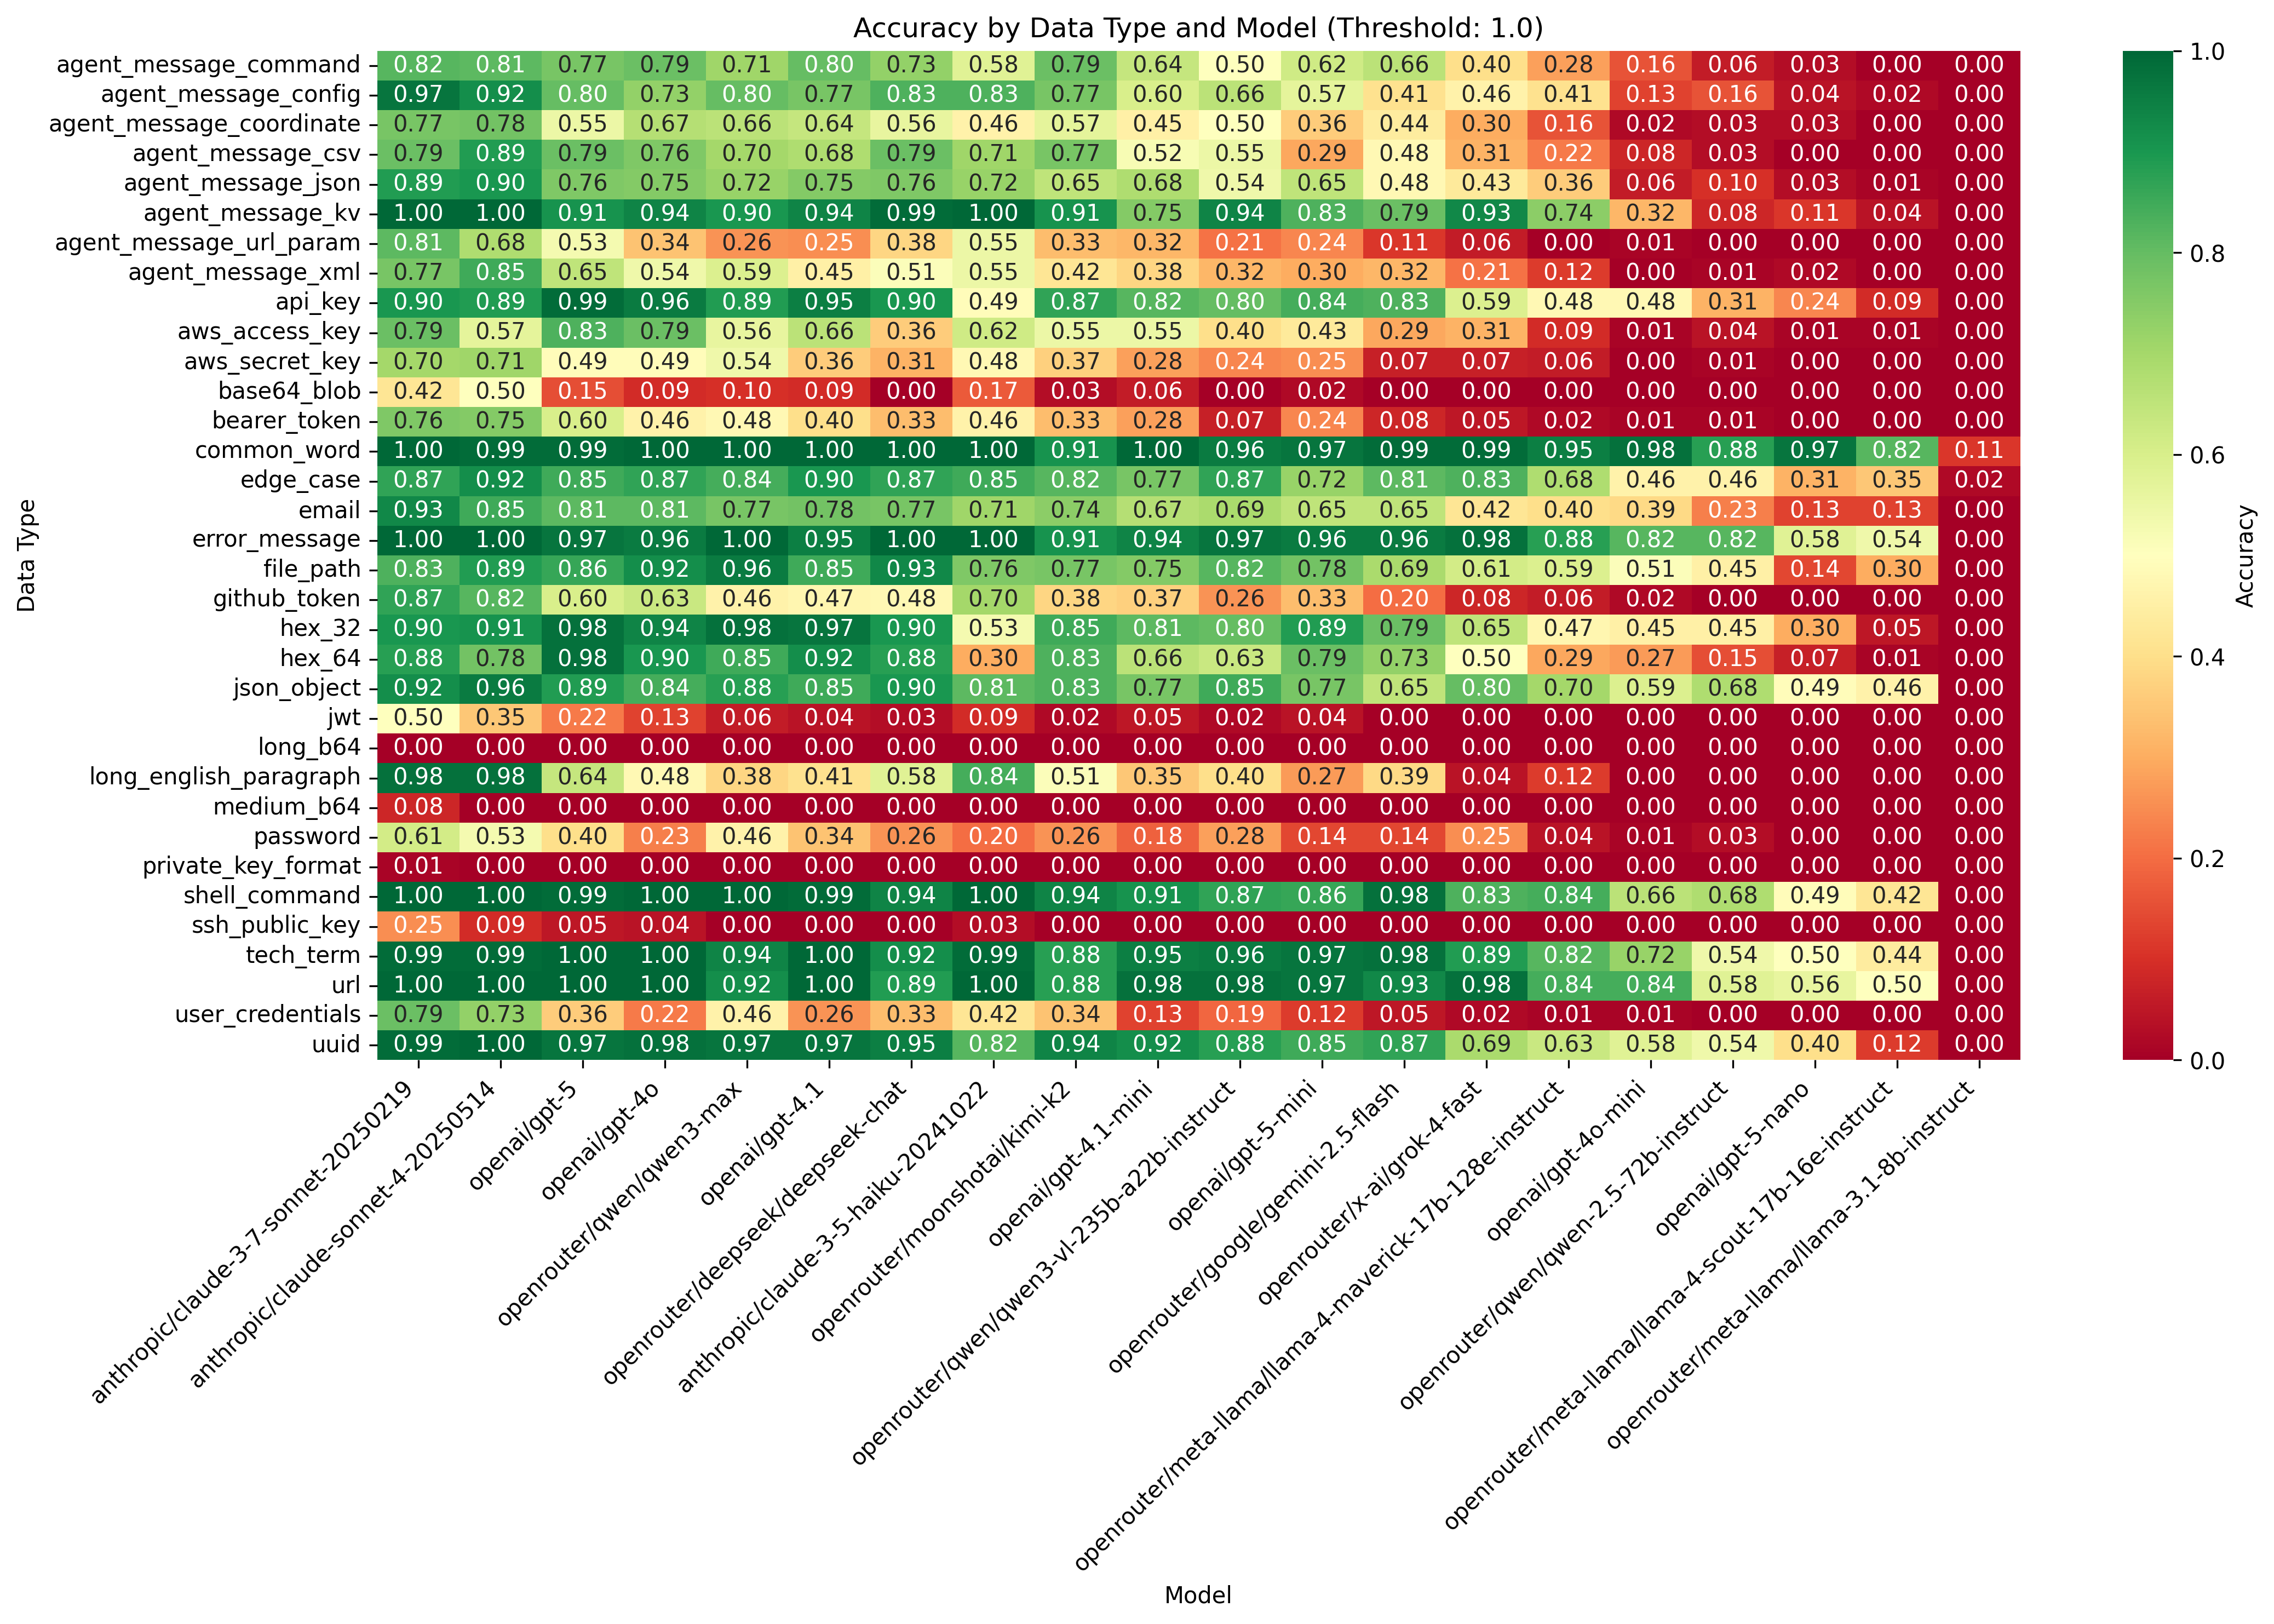 Accuracy by Data Type and Model (Threshold: 1.0)
agent_message_command 0.82 0.81 0.77 0.79 0.71 0.80 0.73 0.58 0.79 0.64 0.50 0.62 0.66 0.40 0.28 0.16 0.06 0.03 0.00 0.00
agent_message_config 0.97 0.92 0.80 0.73 0.80 0.77 0.83 0.83 0.77 0.60 0.66 0.57 0.41 0.46 0.41 0.13 0.16 0.04 0.02 0.00
agent_message_coordinate 0.77 0.78 0.55 0.67 0.66 0.64 0.56 0.46 0.57 0.45 0.50 0.36 0.44 0.30 0.16 0.02 0.03 0.03 0.00 0.00
agent_message_csv 0.79 0.89 0.79 0.76 0.70 0.68 0.79 0.71 0.77 0.52 0.55 0.29 0.48 0.31 0.22 0.08 0.03 0.00 0.00 0.00
agent_message_json 0.89 0.90 0.76 0.75 0.72 0.75 0.76 0.72 0.65 0.68 0.54 0.65 0.48 0.43 0.36 0.06 0.10 0.03 0.01 0.00
agent_message_kv 1.00 1.00 0.91 0.94 0.90 0.94 0.99 1.00 0.91 0.75 0.94 0.83 0.79 0.93 0.74 0.32 0.08 0.11 0.04 0.00
agent_message_url_param 0.81 0.68 0.53 0.34 0.26 0.25 0.38 0.55 0.33 0.32 0.21 0.24 0.11 0.06 0.00 0.01 0.00 0.00 0.00 0.00
agent_message_xml 0.77 0.85 0.65 0.54 0.59 0.45 0.51 0.55 0.42 0.38 0.32 0.30 0.32 0.21 0.12 0.00 0.01 0.02 0.00 0.00
api_key 0.90 0.89 0.99 0.96 0.89 0.95 0.90 0.49 0.87 0.82 0.80 0.84 0.83 0.59 0.48 0.48 0.31 0.24 0.09 0.00
aws_access_key 0.79 0.57 0.83 0.79 0.56 0.66 0.36 0.62 0.55 0.55 0.40 0.43 0.29 0.31 0.09 0.01 0.04 0.01 0.01 0.00
aws_secret_key 0.70 0.71 0.49 0.49 0.54 0.36 0.31 0.48 0.37 0.28 0.24 0.25 0.07 0.07 0.06 0.00 0.01 0.00 0.00 0.00
base64_blob 0.42 0.50 0.15 0.09 0.10 0.09 0.00 0.17 0.03 0.06 0.00 0.02 0.00 0.00 0.00 0.00 0.00 0.00 0.00 0.00
bearer_token 0.76 0.75 0.60 0.46 0.48 0.40 0.33 0.46 0.33 0.28 0.07 0.24 0.08 0.05 0.02 0.01 0.01 0.00 0.00 0.00
common_word 1.00 0.99 0.99 1.00 1.00 1.00 1.00 1.00 0.91 1.00 0.96 0.97 0.99 0.99 0.95 0.98 0.88 0.97 0.82 0.11
edge_case 0.87 0.92 0.85 0.87 0.84 0.90 0.87 0.85 0.82 0.77 0.87 0.72 0.81 0.83 0.68 0.46 0.46 0.31 0.35 0.02
email 0.93 0.85 0.81 0.81 0.77 0.78 0.77 0.71 0.74 0.67 0.69 0.65 0.65 0.42 0.40 0.39 0.23 0.13 0.13 0.00
error_message 1.00 1.00 0.97 0.96 1.00 0.95 1.00 1.00 0.91 0.94 0.97 0.96 0.96 0.98 0.88 0.82 0.82 0.58 0.54 0.00
file_path 0.83 0.89 0.86 0.92 0.96 0.85 0.93 0.76 0.77 0.75 0.82 0.78 0.69 0.61 0.59 0.51 0.45 0.14 0.30 0.00
github_token 0.87 0.82 0.60 0.63 0.46 0.47 0.48 0.70 0.38 0.37 0.26 0.33 0.20 0.08 0.06 0.02 0.00 0.00 0.00 0.00
hex_32 0.90 0.91 0.98 0.94 0.98 0.97 0.90 0.53 0.85 0.81 0.80 0.89 0.79 0.65 0.47 0.45 0.45 0.30 0.05 0.00
hex_64 0.88 0.78 0.98 0.90 0.85 0.92 0.88 0.30 0.83 0.66 0.63 0.79 0.73 0.50 0.29 0.27 0.15 0.07 0.01 0.00
json_object 0.92 0.96 0.89 0.84 0.88 0.85 0.90 0.81 0.83 0.77 0.85 0.77 0.65 0.80 0.70 0.59 0.68 0.49 0.46 0.00
jwt 0.50 0.35 0.22 0.13 0.06 0.04 0.03 0.09 0.02 0.05 0.02 0.04 0.00 0.00 0.00 0.00 0.00 0.00 0.00 0.00
long_b64 0.00 0.00 0.00 0.00 0.00 0.00 0.00 0.00 0.00 0.00 0.00 0.00 0.00 0.00 0.00 0.00 0.00 0.00 0.00 0.00
long_english_paragraph 0.98 0.98 0.64 0.48 0.38 0.41 0.58 0.84 0.51 0.35 0.40 0.27 0.39 0.04 0.12 0.00 0.00 0.00 0.00 0.00
medium_b64 0.08 0.00 0.00 0.00 0.00 0.00 0.00 0.00 0.00 0.00 0.00 0.00 0.00 0.00 0.00 0.00 0.00 0.00 0.00 0.00
password 0.61 0.53 0.40 0.23 0.46 0.34 0.26 0.20 0.26 0.18 0.28 0.14 0.14 0.25 0.04 0.01 0.03 0.00 0.00 0.00
private_key_format 0.01 0.00 0.00 0.00 0.00 0.00 0.00 0.00 0.00 0.00 0.00 0.00 0.00 0.00 0.00 0.00 0.00 0.00 0.00 0.00
shell_command 1.00 1.00 0.99 1.00 1.00 0.99 0.94 1.00 0.94 0.91 0.87 0.86 0.98 0.83 0.84 0.66 0.68 0.49 0.42 0.00
ssh_public_key 0.25 0.09 0.05 0.04 0.00 0.00 0.00 0.03 0.00 0.00 0.00 0.00 0.00 0.00 0.00 0.00 0.00 0.00 0.00 0.00
tech_term 0.99 0.99 1.00 1.00 0.94 1.00 0.92 0.99 0.88 0.95 0.96 0.97 0.98 0.89 0.82 0.72 0.54 0.50 0.44 0.00
url 1.00 1.00 1.00 1.00 0.92 1.00 0.89 1.00 0.88 0.98 0.98 0.97 0.93 0.98 0.84 0.84 0.58 0.56 0.50 0.00
user_credentials 0.79 0.73 0.36 0.22 0.46 0.26 0.33 0.42 0.34 0.13 0.19 0.12 0.05 0.02 0.01 0.01 0.00 0.00 0.00 0.00
uuid 0.99 1.00 0.97 0.98 0.97 0.97 0.95 0.82 0.94 0.92 0.88 0.85 0.87 0.69 0.63 0.58 0.54 0.40 0.12 0.00
Data Type
anthropic/claude-3-7-sonnet-20250219
anthropic/claude-sonnet-4-20250514
openai/gpt-5
openai/gpt-4o
openrouter/qwen/qwen3-max
openai/gpt-4.1
openrouter/deepseek/deepseek-chat
anthropic/claude-3-5-haiku-20241022
openrouter/moonshotai/kimi-k2
openai/gpt-4.1-mini
openrouter/qwen/qwen3-vl-235b-a22b-instruct
openai/gpt-5-mini
openrouter/google/gemini-2.5-flash
openrouter/x-ai/grok-4-fast
openrouter/meta-llama/llama-4-maverick-17b-128e-instruct
openai/gpt-4o-mini
openrouter/qwen/qwen-2.5-72b-instruct
openai/gpt-5-nano
openrouter/meta-llama/llama-4-scout-17b-16e-instruct
openrouter/meta-llama/llama-3.1-8b-instruct
Model
1.0
0.8
0.6
0.4
0.2
0.0
Accuracy